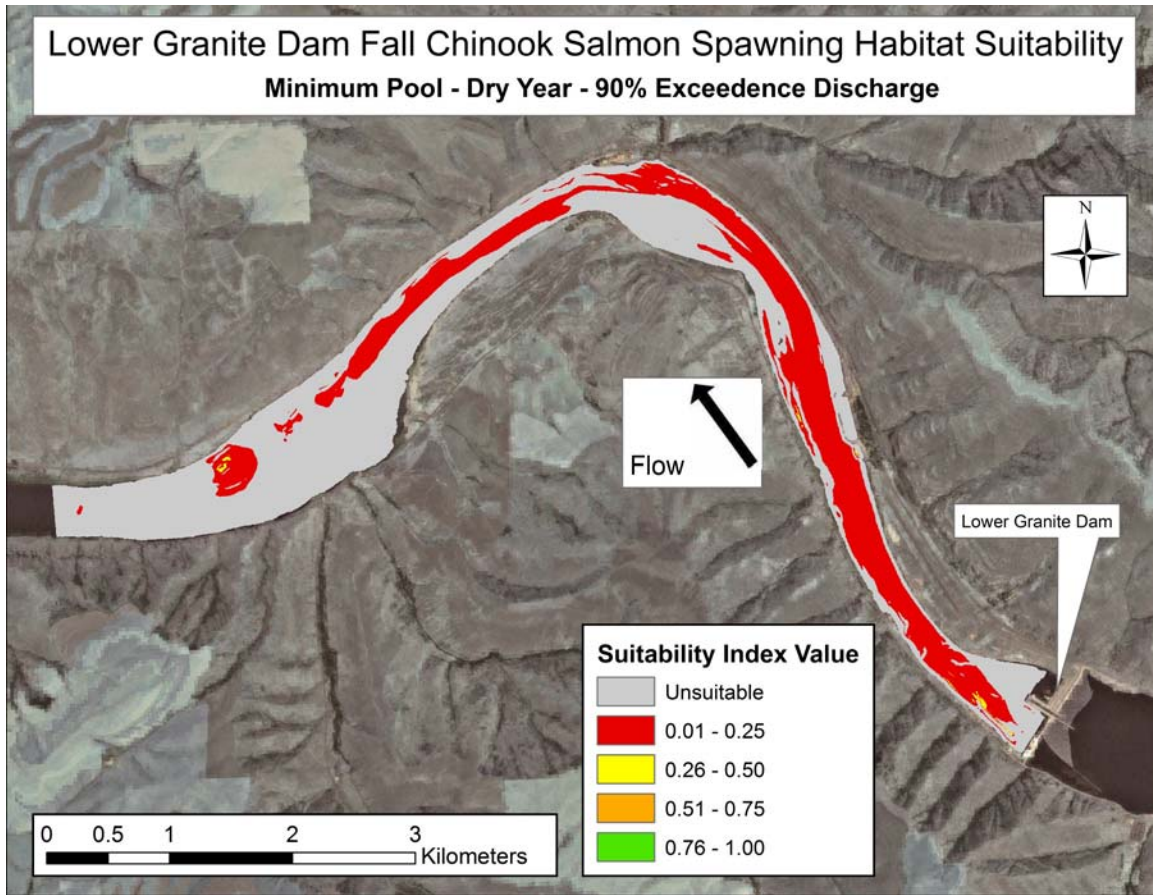 Lower Granite Dam Fall Chinook Salmon Spawning Habitat Suitability
Minimum Pool - Dry Year - 90% Exceedence Discharge
N
Flow
Lower Granite Dam
Suitability Index Value
Unsuitable
0.01 - 0.25
0.26 - 0.50
0.51 - 0.75
0.76 - 1.00
0 0.5 1 2 3
Kilometers